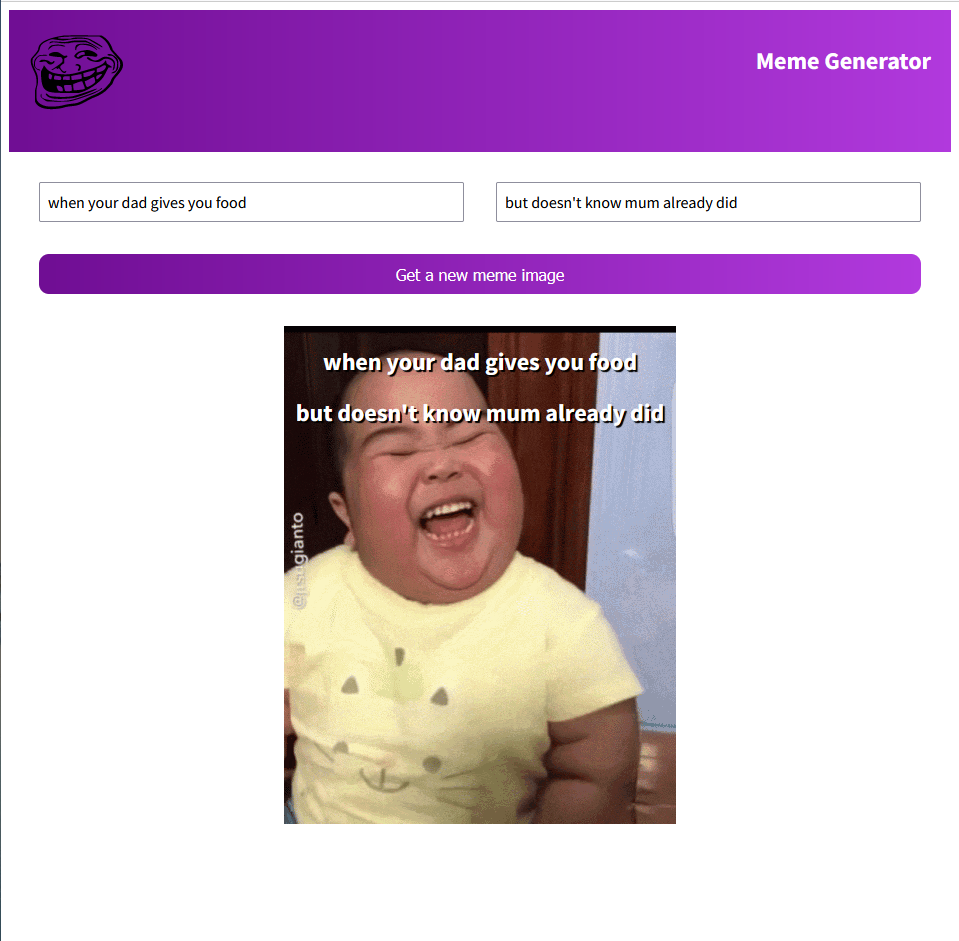 Meme Generator
when your dad gives you food
but doesn't know mum already did
Get a new meme image
when your dad gives you food
but doesn't know mum already did